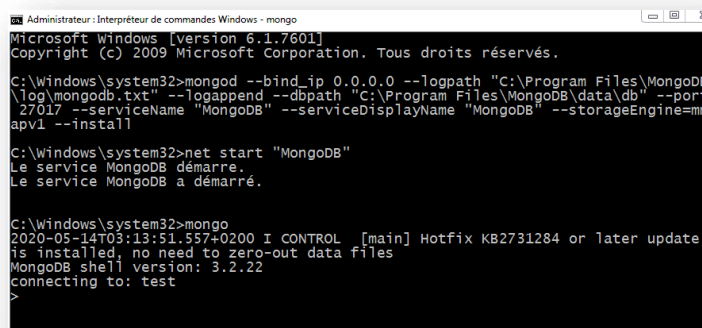 Administrateur : Interpréteur de commandes Windows - mongo
Microsoft Windows [version 6.1.7601]
Copyright (c) 2009 Microsoft Corporation. Tous droits réservés.
C:\Windows\system32>mongod --bind_ip 0.0.0.0 --logpath "C:\Program Files\MongoD
\log\mongodb.txt" --logappend --dbpath "C:\Program Files\MongoDB\data\db" --por
27017 --serviceName "MongoDB" --serviceDisplayName "MongoDB" --storageEngine=mm
apv1 --install
C:\Windows\system32>net start "MongoDB"
Le service MongoDB démarre.
Le service MongoDB a démarré.
C:\Windows\system32>mongo
2020-05-14T03:13:51.557+0200 I CONTROL  [main] Hotfix KB2731284 or later update
is installed, no need to zero-out data files
MongoDB shell version: 3.2.22
connecting to: test
>